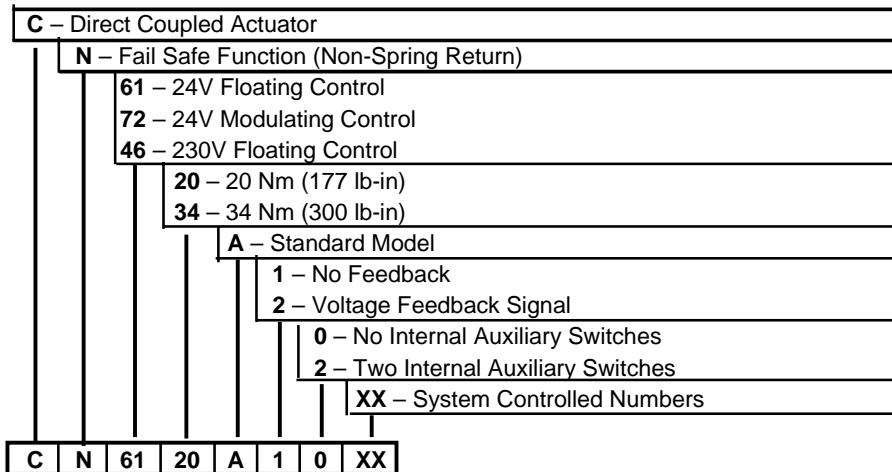 C – Direct Coupled Actuator
N – Fail Safe Function (Non-Spring Return)
61 – 24V Floating Control
72 – 24V Modulating Control
46 – 230V Floating Control
20 – 20 Nm (177 lb-in)
34 – 34 Nm (300 lb-in)
A – Standard Model
1 – No Feedback
2 – Voltage Feedback Signal
0 – No Internal Auxiliary Switches
2 – Two Internal Auxiliary Switches
XX – System Controlled Numbers
C N 61 20 A 1 0 XX